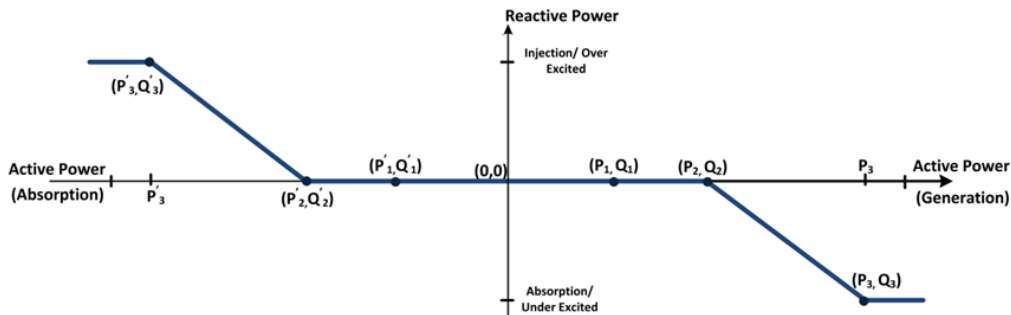 Reactive Power
Injection/ Over
Excited
(P'3,Q'3)
Active Power
(Absorption)
P'3
(P'2,Q'2)
(P'1,Q'1)
(0,0)
(P1, Q1)
(P2, Q2)
P3
Active Power
(Generation)
(P3, Q3)
Absorption/
Under Excited